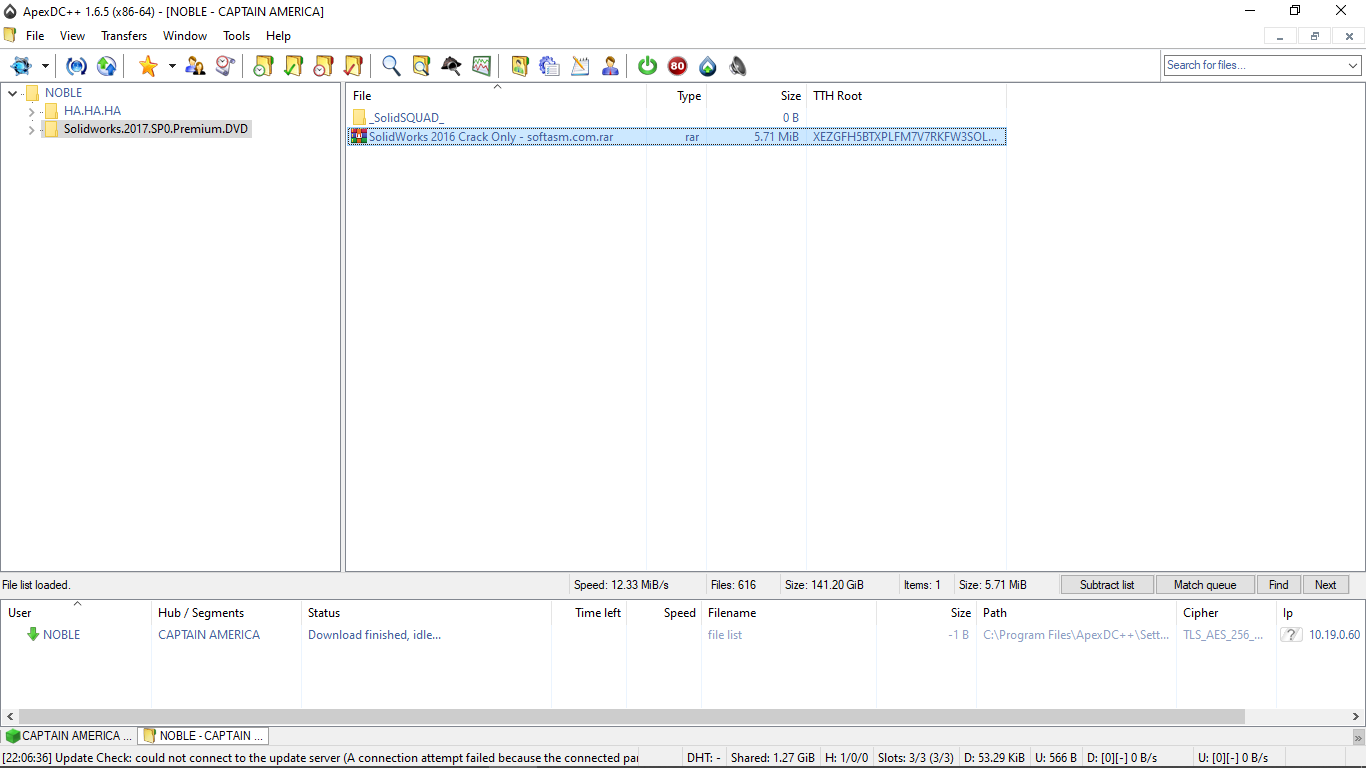 ApexDC++ 1.6.5 (x86-64) - [NOBLE - CAPTAIN AMERICA]
File View Transfers Window Tools Help
80
Search for files...
NOBLE
HA.HA.HA
Solidworks.2017.SP0.Premium.DVD
File Type Size TTH Root
_SolidSQUAD_ 0 B
SolidWorks 2016 Crack Only - softasm.com.rar rar 5.71 MiB XEZGFH5BTXPLFM7V7RKFW3SOL...
File list loaded. Speed: 12.33 MiB/s Files: 616 Size: 141.20 GiB Items: 1 Size: 5.71 MiB Subtract list Match queue Find Next
User Hub / Segments Status Time left Speed Filename Size Path Cipher Ip
NOBLE CAPTAIN AMERICA Download finished, idle... file list -1 B C:\Program Files\ApexDC++\Sett... TLS_AES_256_... ? 10.19.0.60
CAPTAIN AMERICA ... NOBLE - CAPTAIN ...
[22:06:36] Update Check: could not connect to the update server (A connection attempt failed because the connected par DHT: - Shared: 1.27 GiB H: 1/0/0 Slots: 3/3 (3/3) D: 53.29 KiB U: 566 B D: [0][-] 0 B/s U: [0][-] 0 B/s